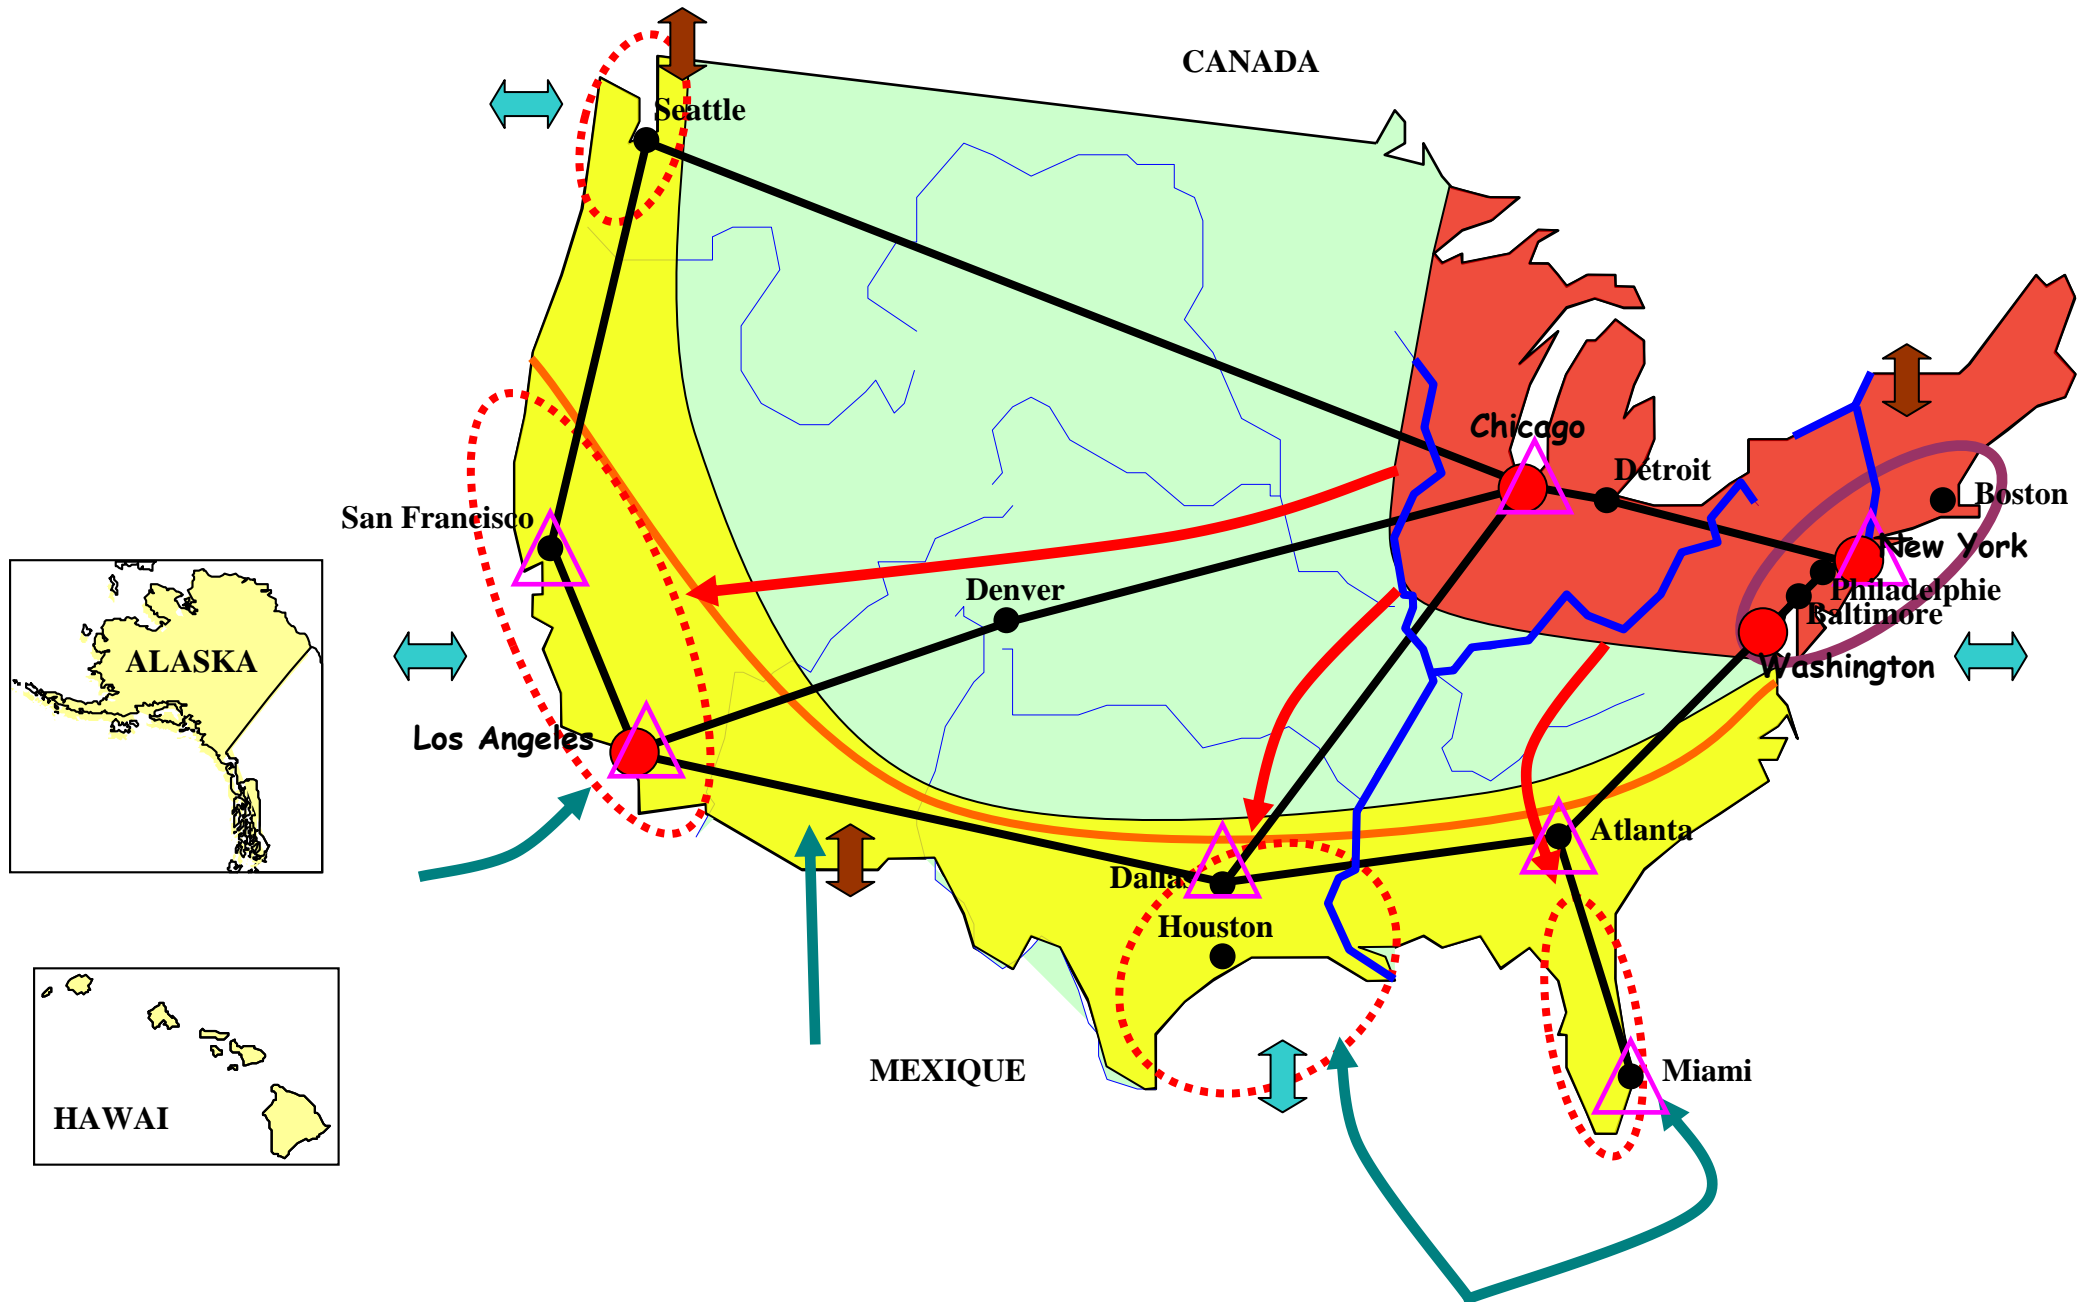 CANADA
Seattle
Chicago
Détroit
Boston
San Francisco
New York
Denver
Philadelphie
Baltimore
ALASKA
Washington
Los Angeles
Atlanta
Dallas
Houston
MEXIQUE
Miami
HAWAI